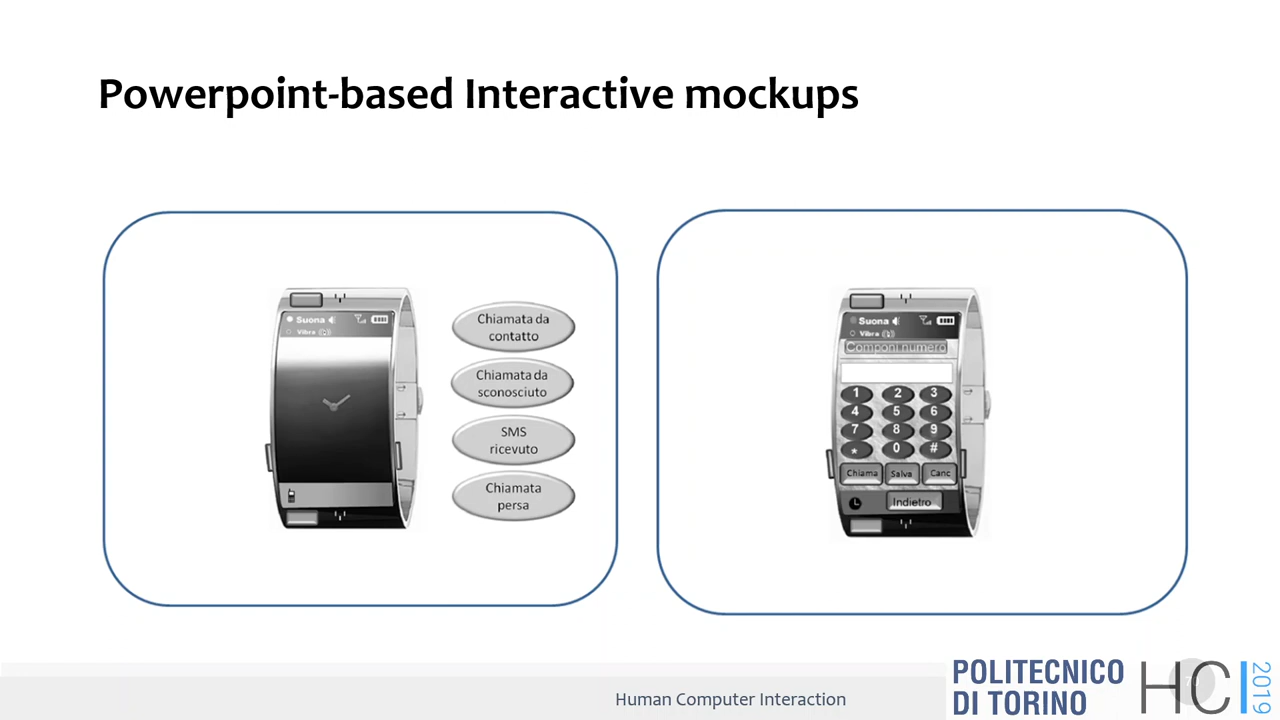 Powerpoint-based Interactive mockups
Suona
Vibra
Chiamata da
contatto
Chiamata da
sconosciuto
SMS
ricevuto
Chiamata
persa
Suona
Vibra
Componi numero
1 2 3
4 5 6
7 8 9
* 0 #
Chiama Salva Canc
Indietro
Human Computer Interaction
POLITECNICO
DI TORINO
HCI
2019